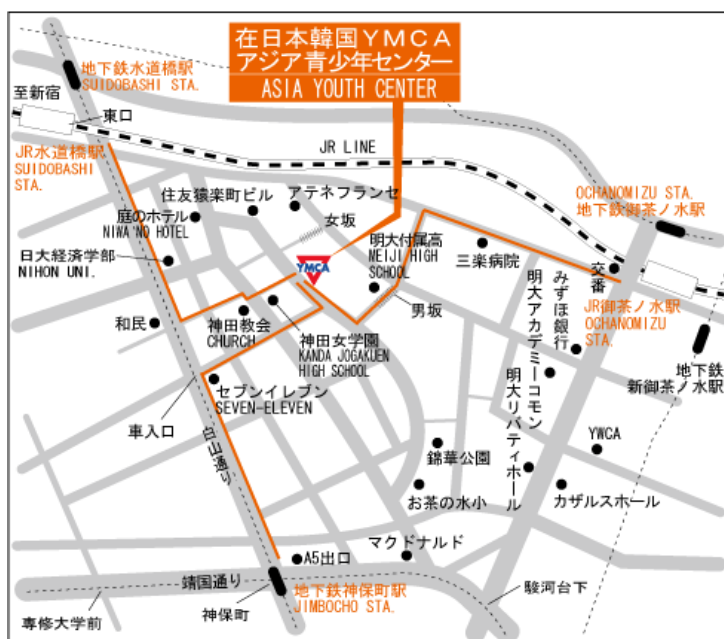 在日本韓国YMCA
アジア青少年センター
ASIA YOUTH CENTER
地下鉄水道橋駅
SUIDOBASHI STA.
至新宿
東口
JR水道橋駅
SUIDOBASHI
STA.
JR LINE
OCHANOMIZU STA.
地下鉄御茶ノ水駅
住友猿楽町ビル
アテネフランセ
庭のホテル
NIWA'NO HOTEL
女坂
日大経済学部
NIHON UNI.
明大付属高
MEIJI HIGH
SCHOOL
三楽病院
交番
みずほ銀行
明大アカデミーコモン
明大リバティホール
JR御茶ノ水駅
OCHANOMIZU
STA.
YMCA
男坂
和民
神田教会
CHURCH
神田女学園
KANDA JOGAKUEN
HIGH SCHOOL
地下鉄
新御茶ノ水駅
セブンイレブン
SEVEN-ELEVEN
車入口
白山通り
錦華公園
お茶の水小
YWCA
カザルスホール
A5出口
マクドナルド
靖国通り
神保町
地下鉄神保町駅
JIMBOCHO STA.
駿河台下
専修大学前